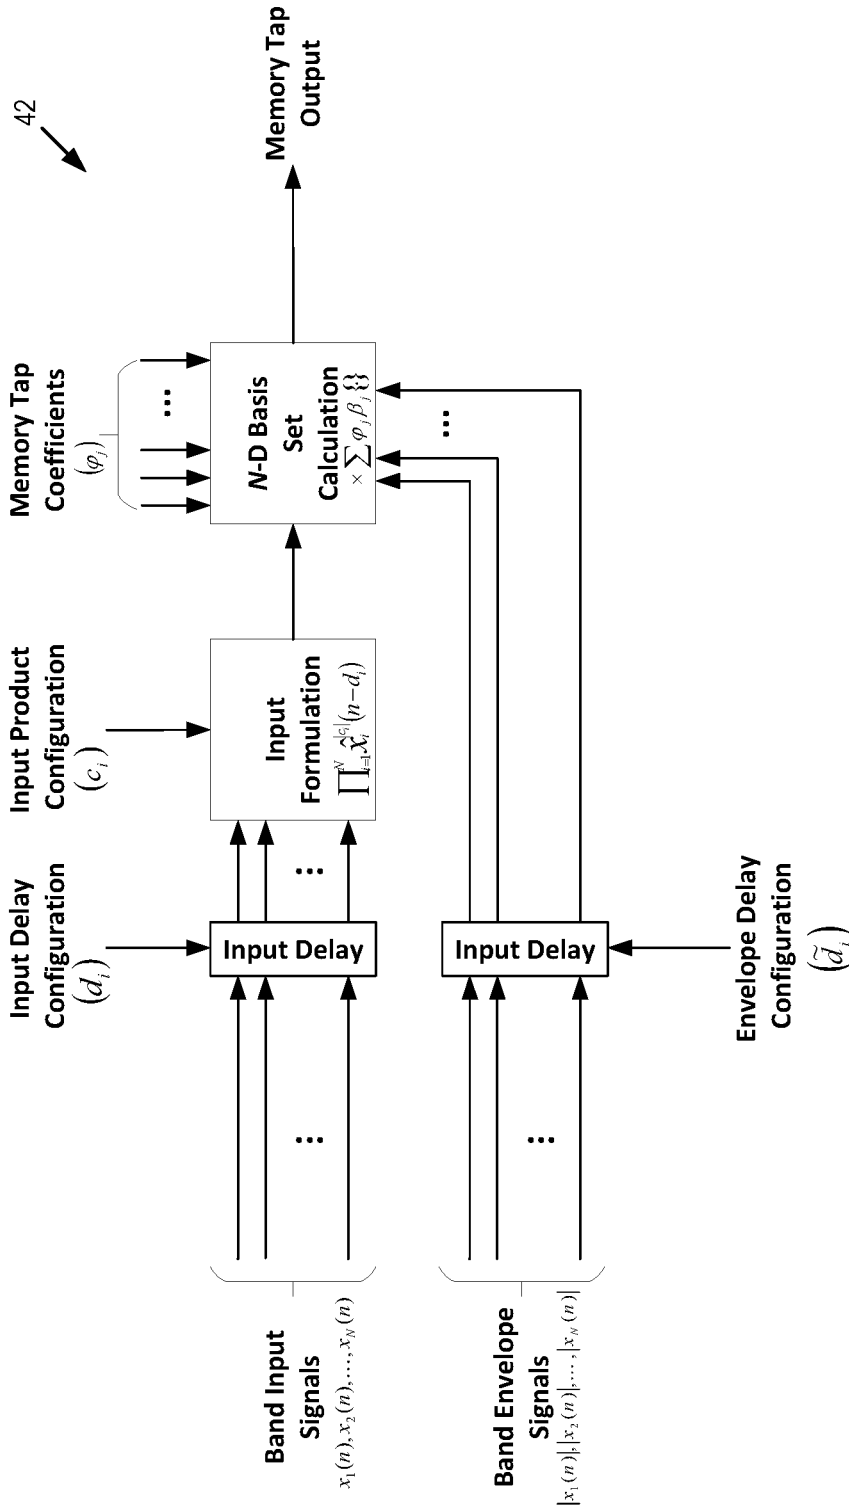 42
Input Delay
Configuration
(d_i)
Input Product
Configuration
(c_i)
Memory Tap
Coefficients
(φ_j)
Band Input
Signals
x_1(n), x_2(n),...,x_N(n)
...
Input Delay
...
Input
Formulation
∏_{i=1}^{N} x̂_i^{|c_i|}(n−d_i)
...
N-D Basis
Set
Calculation
×∑φ_j β_j{·}
Memory Tap
Output
Band Envelope
Signals
|x_1(n)|,|x_2(n)|,...,|x_N(n)|
...
Input Delay
...
Envelope Delay
Configuration
(d̃_i)